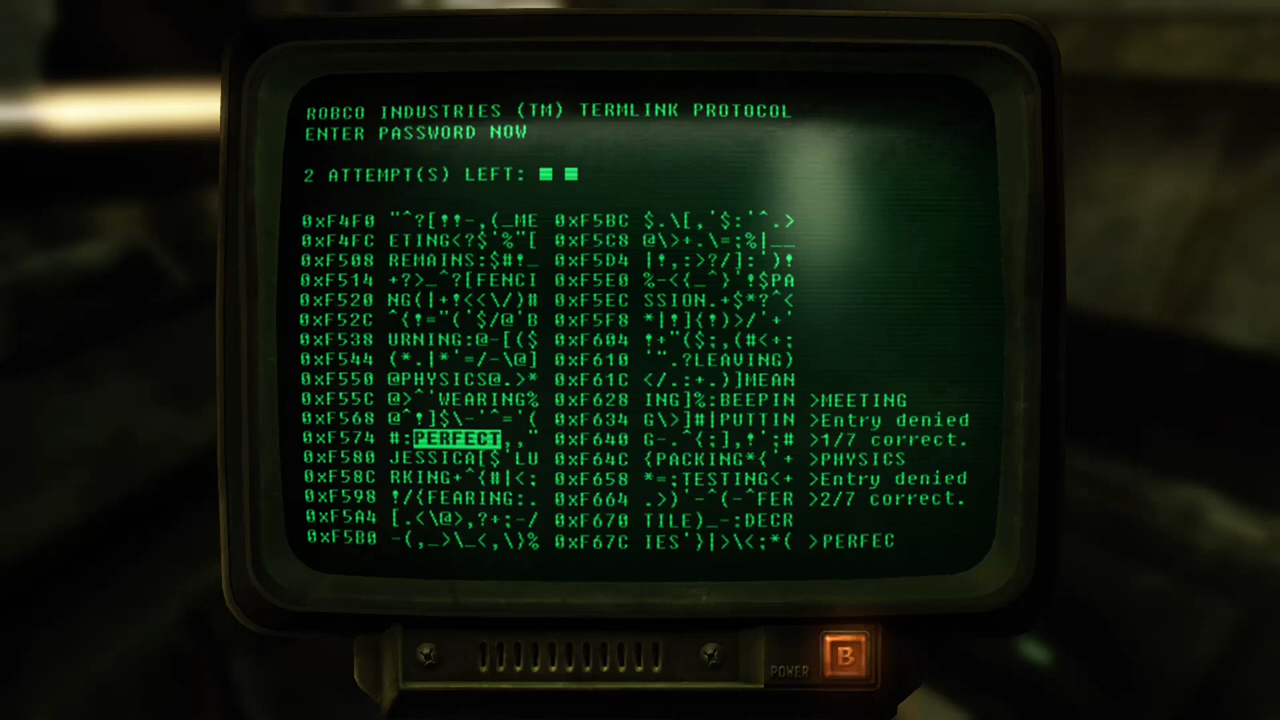 ROBCO INDUSTRIES (TM) TERMLINK PROTOCOL
ENTER PASSWORD NOW
2 ATTEMPT(S) LEFT: ■ ■
0xF4F0 "^?[!!-,(_ME 0xF5BC $.\[,'$:'^.>
0xF4FC ETING<?$'%"[ 0xF5C8 @\>+.\=;%|__
0xF508 REMAINS:$#!_ 0xF5D4 |!,:>?/]:')!
0xF514 +?>_^?[FENCI 0xF5E0 %-<{_^}'!$PA
0xF520 NG(|+!<<\/)# 0xF5EC SSION.+$*?^<
0xF52C ^{!="('$/@'B 0xF5F8 *|!]{!)>/'+'
0xF538 URNING:@-[($ 0xF604 !+"($:,(#<+;
0xF544 (*.|*'=/-\@] 0xF610 '".?LEAVING)
0xF550 @PHYSICS@.>* 0xF61C </.:+.)]MEAN
0xF55C @>^'WEARING% 0xF628 ING]%:BEEPIN >MEETING
0xF568 @^!]$\-'^='( 0xF634 G\>]#|PUTTIN >Entry denied
0xF574 #:PERFECT,," 0xF640 G-.^{;],!';# >1/7 correct.
0xF580 JESSICA[$'LU 0xF64C {PACKING*{'+ >PHYSICS
0xF58C RKING+^{#|<; 0xF658 *=;TESTING<+ >Entry denied
0xF598 !/{FEARING:. 0xF664 .>)'-^(-^FER >2/7 correct.
0xF5A4 [.<\@>,?+;-/ 0xF670 TILE)_-:DECR
0xF5B0 -(,_>\_<,\}% 0xF67C IES'}|>\<;*( >PERFEC
POWER
B